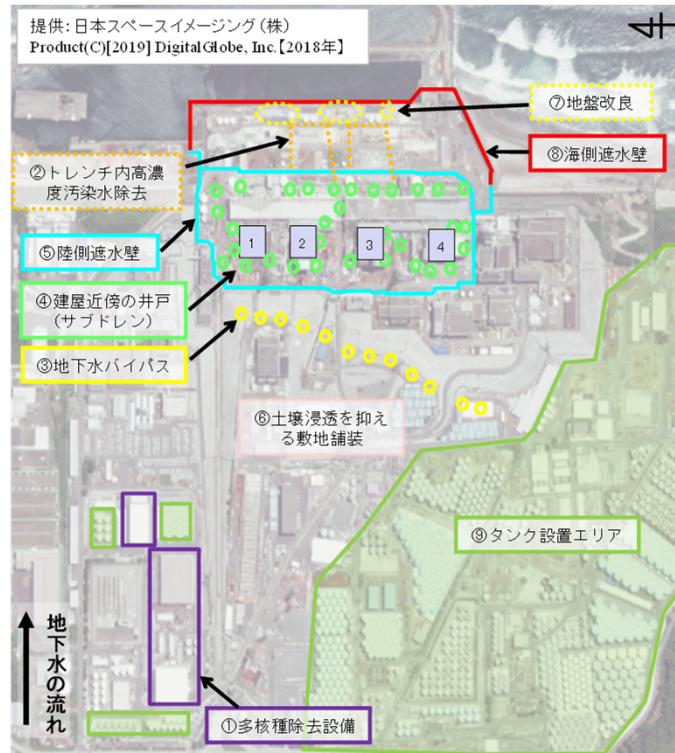 提供：日本スペースイメージング（株）
Product(C)[2019] DigitalGlobe, Inc.【2018年】
⑦地盤改良
⑧海側遮水壁
②トレンチ内高濃
度汚染水除去
⑤陸側遮水壁
1
2
3
4
④建屋近傍の井戸
（サブドレン）
③地下水バイパス
⑥土壌浸透を抑え
る敷地舗装
⑨タンク設置エリア
地下水の流れ
①多核種除去設備